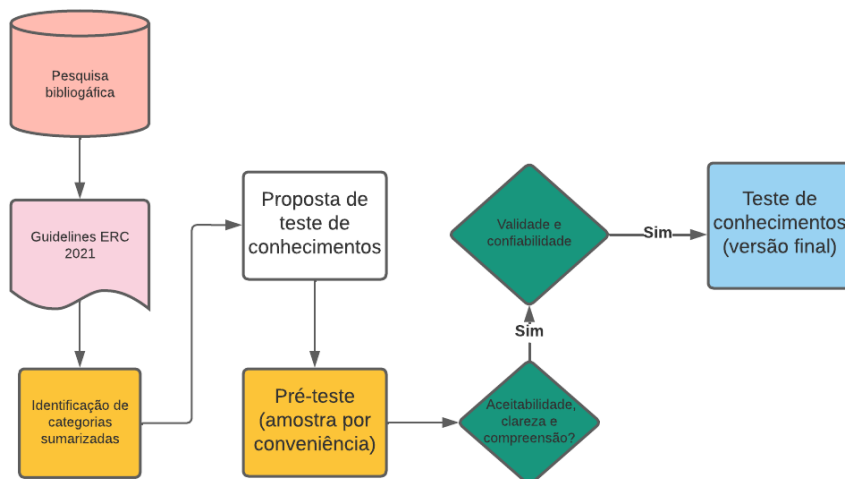 Pesquisa
bibliogáfica
Guidelines ERC
2021
Identificação de
categorias
sumarizadas
Proposta de
teste de
conhecimentos
Pré-teste
(amostra por
conveniência)
Aceitabilidade,
clareza e
compreensão?
Sim
Validade e
confiabilidade
Sim
Teste de
conhecimentos
(versão final)